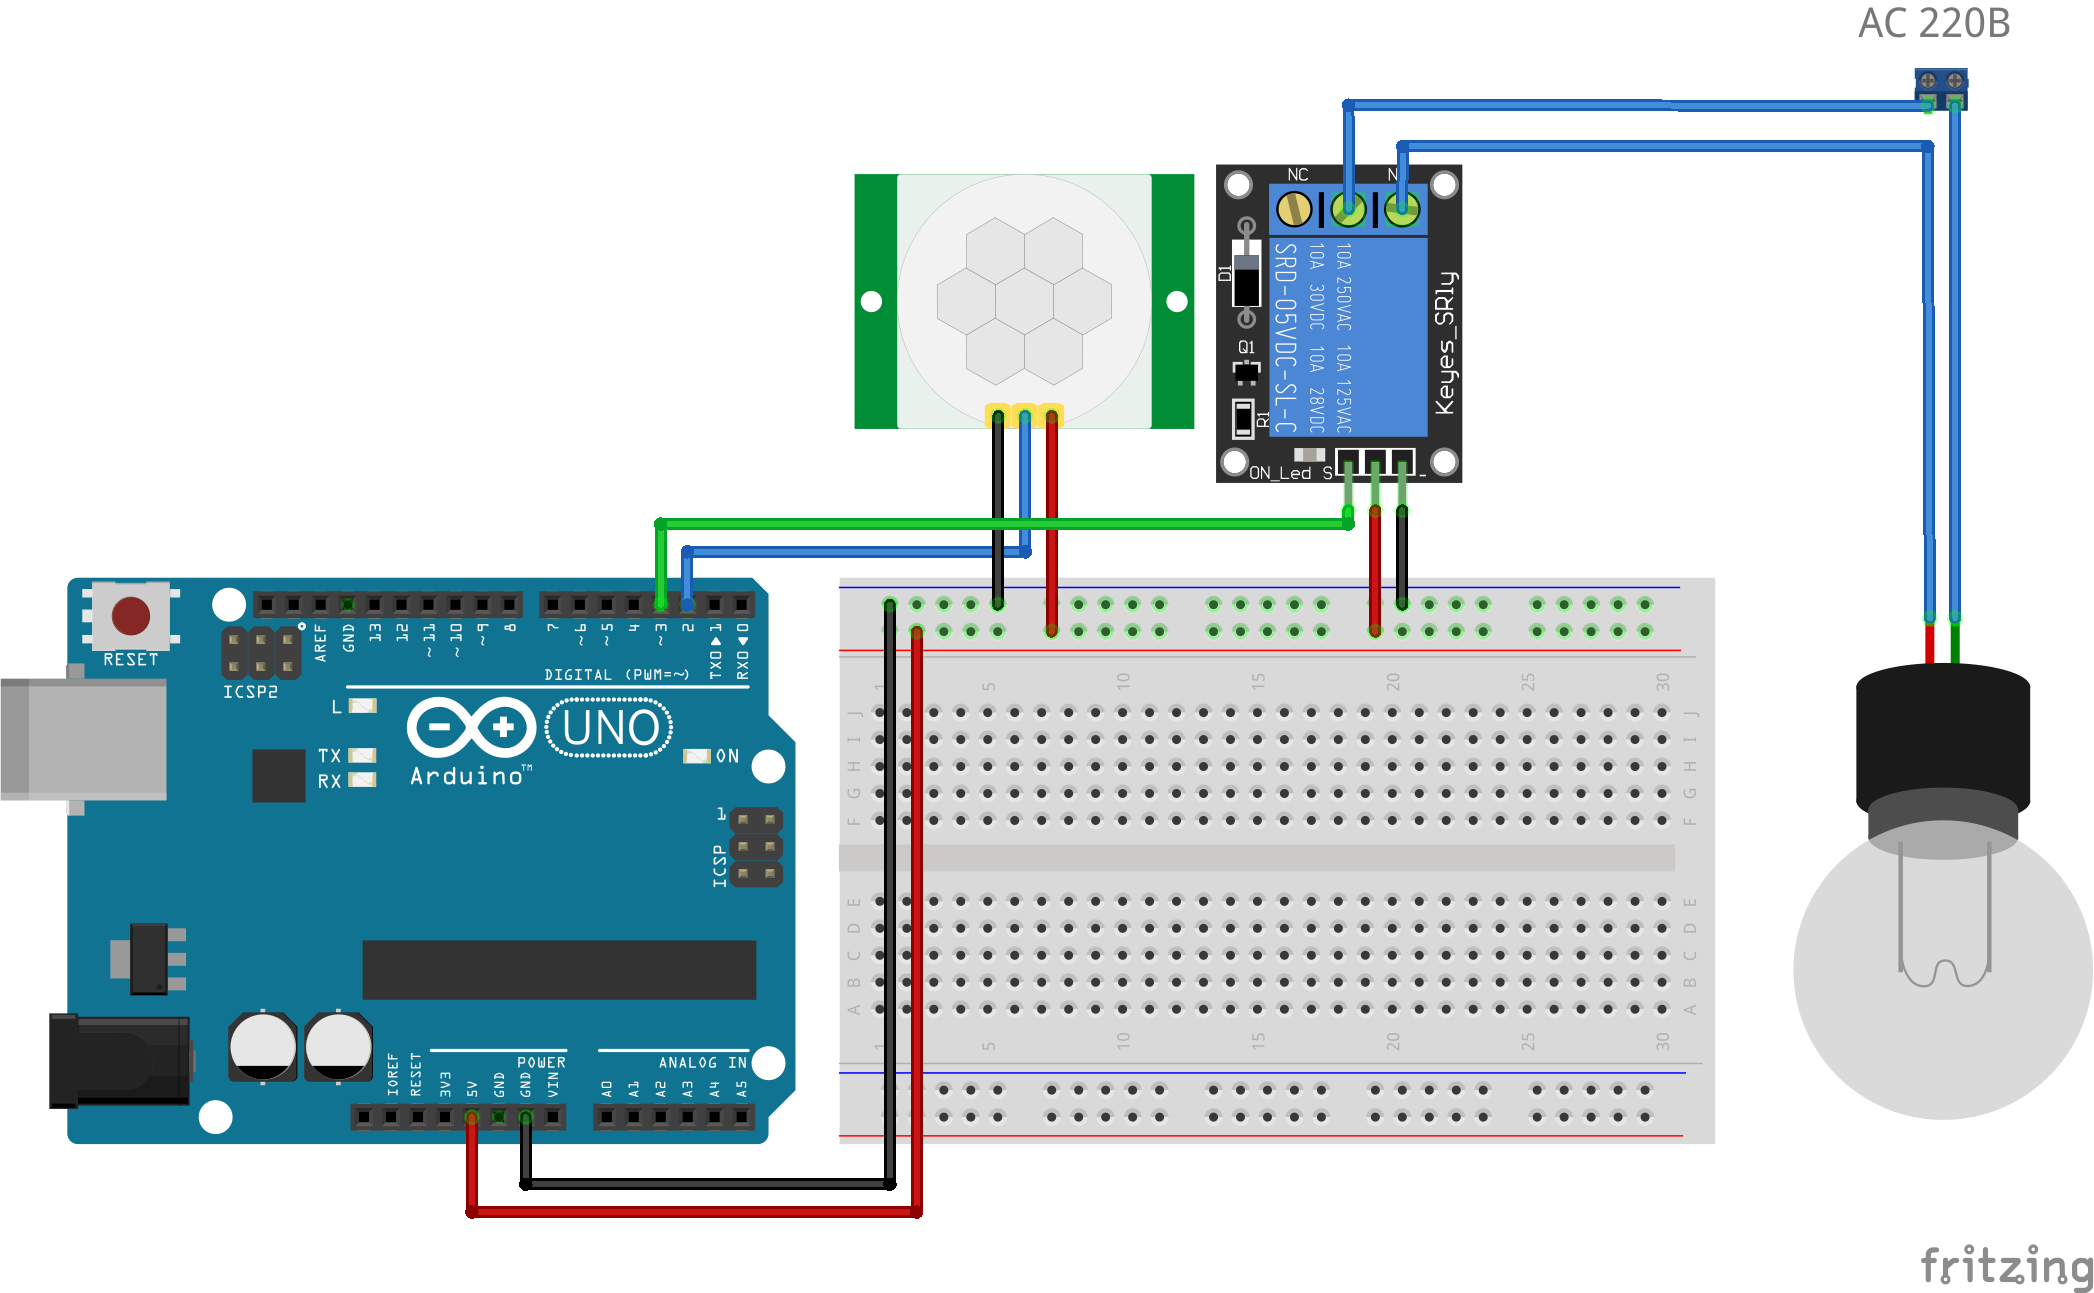 AC 220B
NC
N
D1
SRD-05VDC-SL-C
10A 30VDC 10A 28VDC
10A 250VAC 10A 125VAC
Keyes_SRly
Q1
R1
ON_Led
S
-
RESET
ICSP2
AREF
GND
13
12
~11
~10
~9
8
7
~6
~5
4
~3
2
TX0▶1
RX0◀0
DIGITAL (PWM=~)
L
TX
RX
UNO
Arduino™
ON
1
ICSP
IOREF
RESET
3V3
5V
GND
GND
VIN
POWER
A0
A1
A2
A3
A4
A5
ANALOG IN
1 5 10 15 20 25 30
J J
I I
H H
G G
F F
E E
D D
C C
B B
A A
1 5 10 15 20 25 30
fritzing